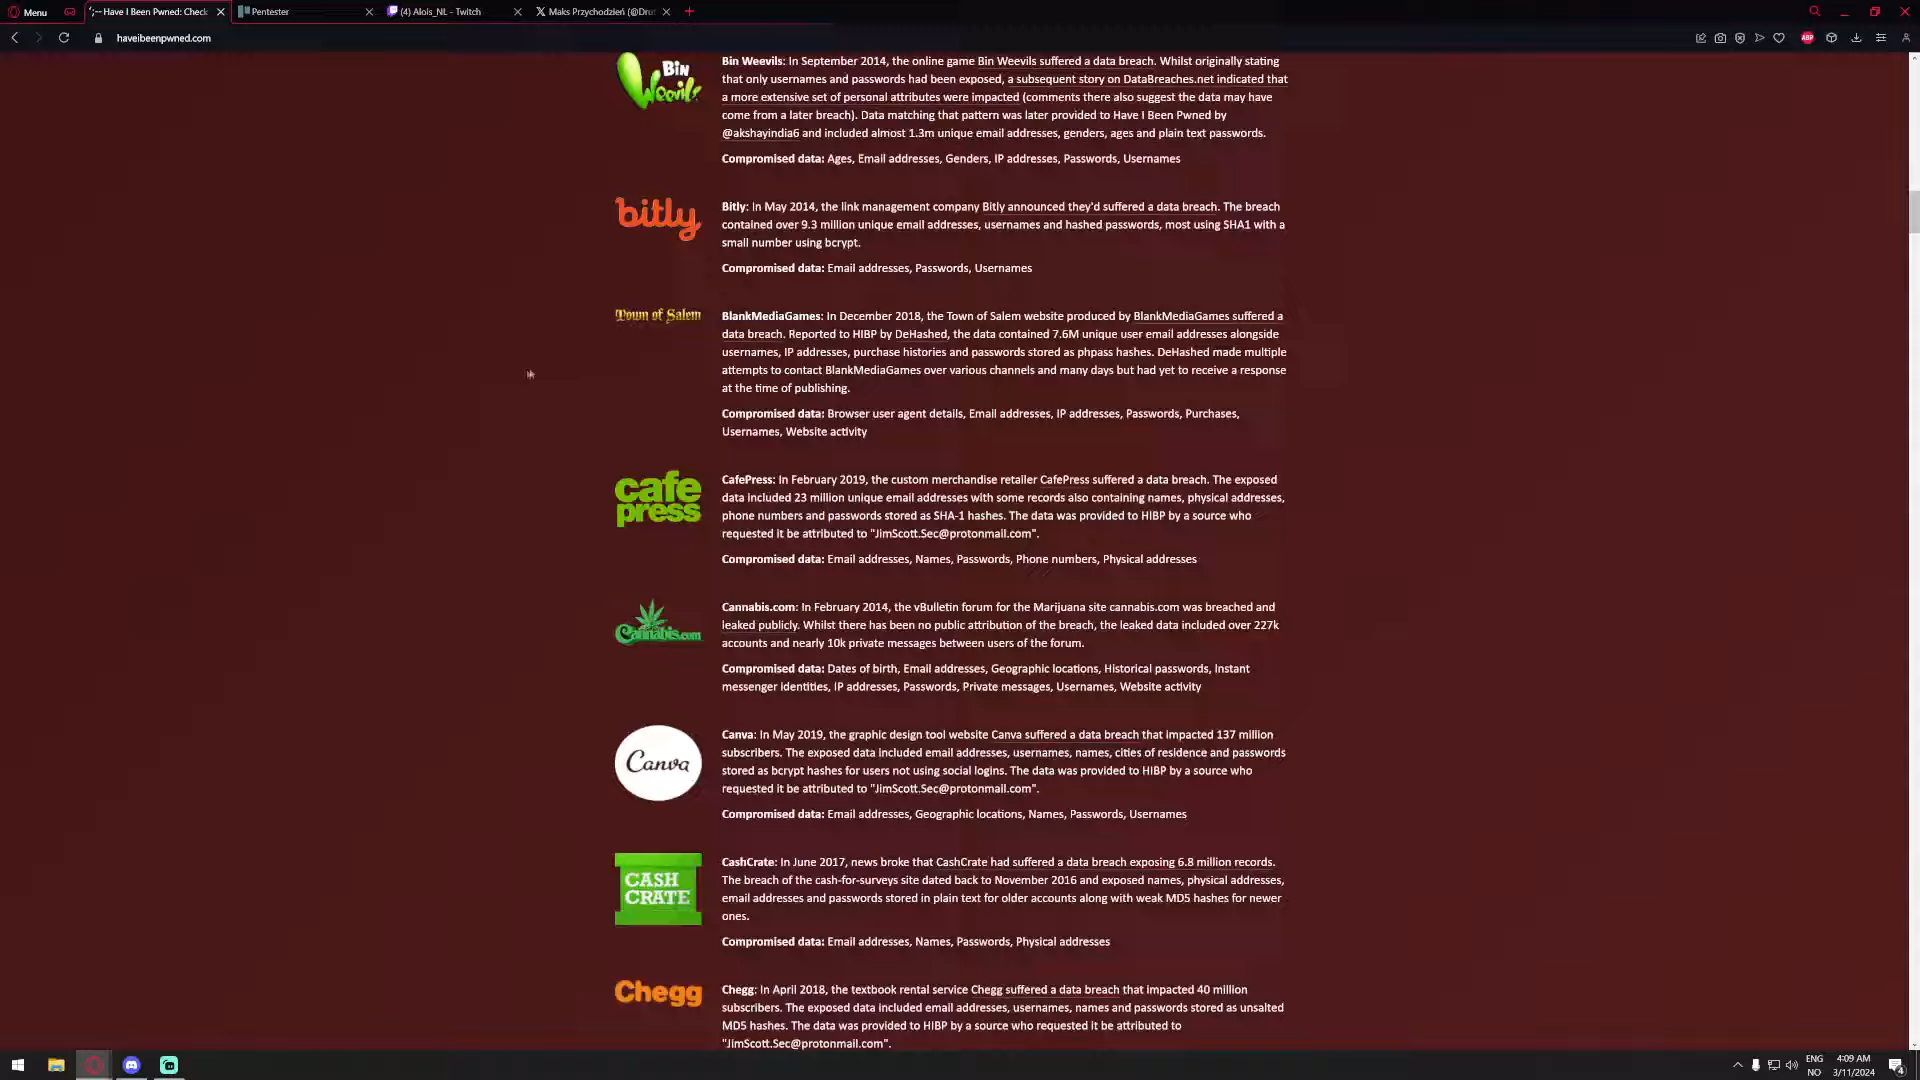 Menu
Have I Been Pwned: Check
Pentester
(4) Alois_NL - Twitch
Maks Przychodzień (@Drut
haveibeenpwned.com
ABP
Bin Weevils
Bin Weevils: In September 2014, the online game Bin Weevils suffered a data breach. Whilst originally stating
that only usernames and passwords had been exposed, a subsequent story on DataBreaches.net indicated that
a more extensive set of personal attributes were impacted (comments there also suggest the data may have
come from a later breach). Data matching that pattern was later provided to Have I Been Pwned by
@akshayindia6 and included almost 1.3m unique email addresses, genders, ages and plain text passwords.
Compromised data: Ages, Email addresses, Genders, IP addresses, Passwords, Usernames
bitly
Bitly: In May 2014, the link management company Bitly announced they'd suffered a data breach. The breach
contained over 9.3 million unique email addresses, usernames and hashed passwords, most using SHA1 with a
small number using bcrypt.
Compromised data: Email addresses, Passwords, Usernames
Town of Salem
BlankMediaGames: In December 2018, the Town of Salem website produced by BlankMediaGames suffered a
data breach. Reported to HIBP by DeHashed, the data contained 7.6M unique user email addresses alongside
usernames, IP addresses, purchase histories and passwords stored as phpass hashes. DeHashed made multiple
attempts to contact BlankMediaGames over various channels and many days but had yet to receive a response
at the time of publishing.
Compromised data: Browser user agent details, Email addresses, IP addresses, Passwords, Purchases,
Usernames, Website activity
cafe
press
CafePress: In February 2019, the custom merchandise retailer CafePress suffered a data breach. The exposed
data included 23 million unique email addresses with some records also containing names, physical addresses,
phone numbers and passwords stored as SHA-1 hashes. The data was provided to HIBP by a source who
requested it be attributed to "JimScott.Sec@protonmail.com".
Compromised data: Email addresses, Names, Passwords, Phone numbers, Physical addresses
Cannabis.com
Cannabis.com: In February 2014, the vBulletin forum for the Marijuana site cannabis.com was breached and
leaked publicly. Whilst there has been no public attribution of the breach, the leaked data included over 227k
accounts and nearly 10k private messages between users of the forum.
Compromised data: Dates of birth, Email addresses, Geographic locations, Historical passwords, Instant
messenger identities, IP addresses, Passwords, Private messages, Usernames, Website activity
Canva
Canva: In May 2019, the graphic design tool website Canva suffered a data breach that impacted 137 million
subscribers. The exposed data included email addresses, usernames, names, cities of residence and passwords
stored as bcrypt hashes for users not using social logins. The data was provided to HIBP by a source who
requested it be attributed to "JimScott.Sec@protonmail.com".
Compromised data: Email addresses, Geographic locations, Names, Passwords, Usernames
CASH
CRATE
CashCrate: In June 2017, news broke that CashCrate had suffered a data breach exposing 6.8 million records.
The breach of the cash-for-surveys site dated back to November 2016 and exposed names, physical addresses,
email addresses and passwords stored in plain text for older accounts along with weak MD5 hashes for newer
ones.
Compromised data: Email addresses, Names, Passwords, Physical addresses
Chegg
Chegg: In April 2018, the textbook rental service Chegg suffered a data breach that impacted 40 million
subscribers. The exposed data included email addresses, usernames, names and passwords stored as unsalted
MD5 hashes. The data was provided to HIBP by a source who requested it be attributed to
"JimScott.Sec@protonmail.com".
ENG
NO
4:09 AM
3/11/2024
4